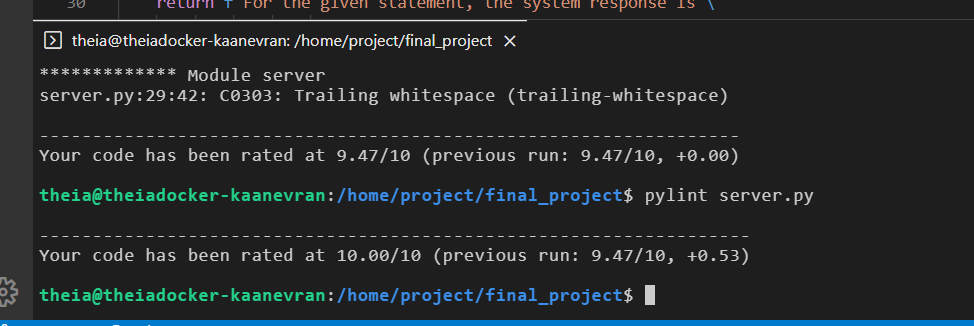 30 return f"For the given statement, the system response is \
theia@theiadocker-kaanevran: /home/project/final_project ×
************* Module server
server.py:29:42: C0303: Trailing whitespace (trailing-whitespace)
------------------------------------------------------------------
Your code has been rated at 9.47/10 (previous run: 9.47/10, +0.00)
theia@theiadocker-kaanevran:/home/project/final_project$ pylint server.py
-------------------------------------------------------------------
Your code has been rated at 10.00/10 (previous run: 9.47/10, +0.53)
theia@theiadocker-kaanevran:/home/project/final_project$